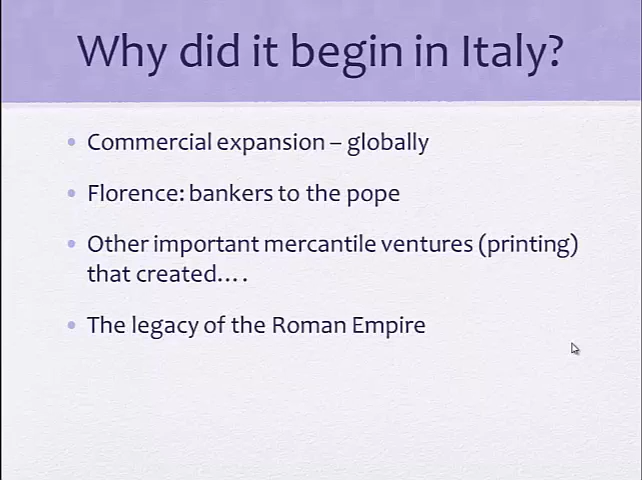 Why did it begin in Italy?
• Commercial expansion – globally
• Florence: bankers to the pope
• Other important mercantile ventures (printing)
that created….
• The legacy of the Roman Empire